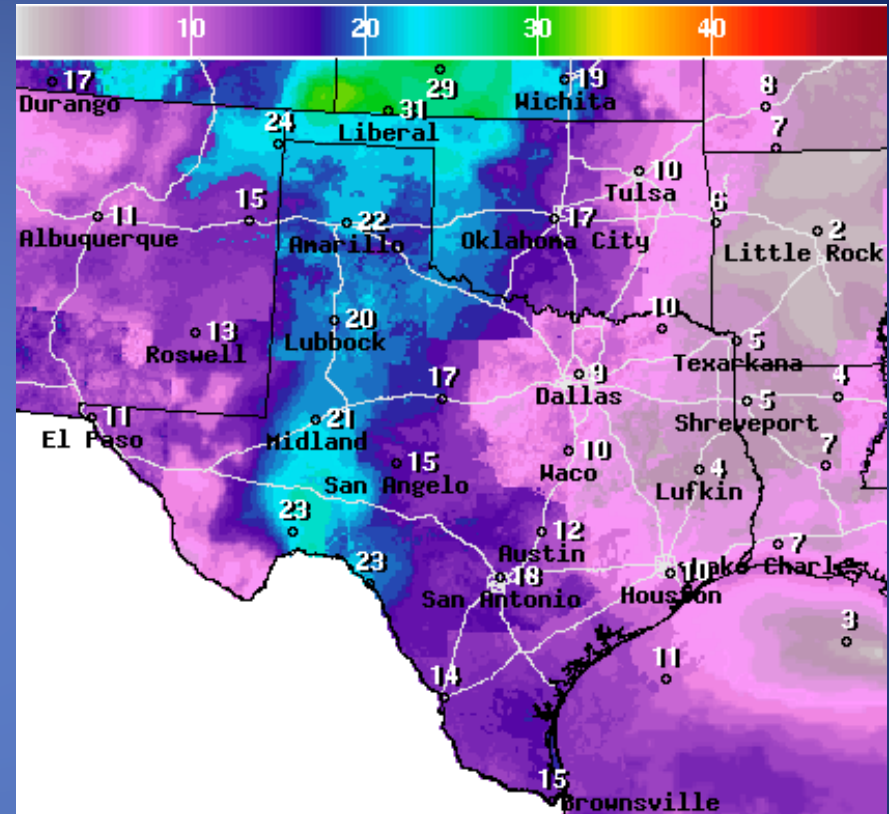 10 20 30 40
17 29 19 8
Durango Wichita
31
Liberal
24 7
10
Tulsa
11 15 22 17 6 2
Albuquerque Amarillo Oklahoma City Little Rock
13 20 10 5
Roswell Lubbock Texarkana
9
Dallas
17 5 4
Shreveport
11 21
El Paso Midland
15 10 4 7
San Angelo Waco Lufkin
23 12 7
Austin
Lake Charles
23 18 10
San Antonio Houston
3
14 11
15
Brownsville